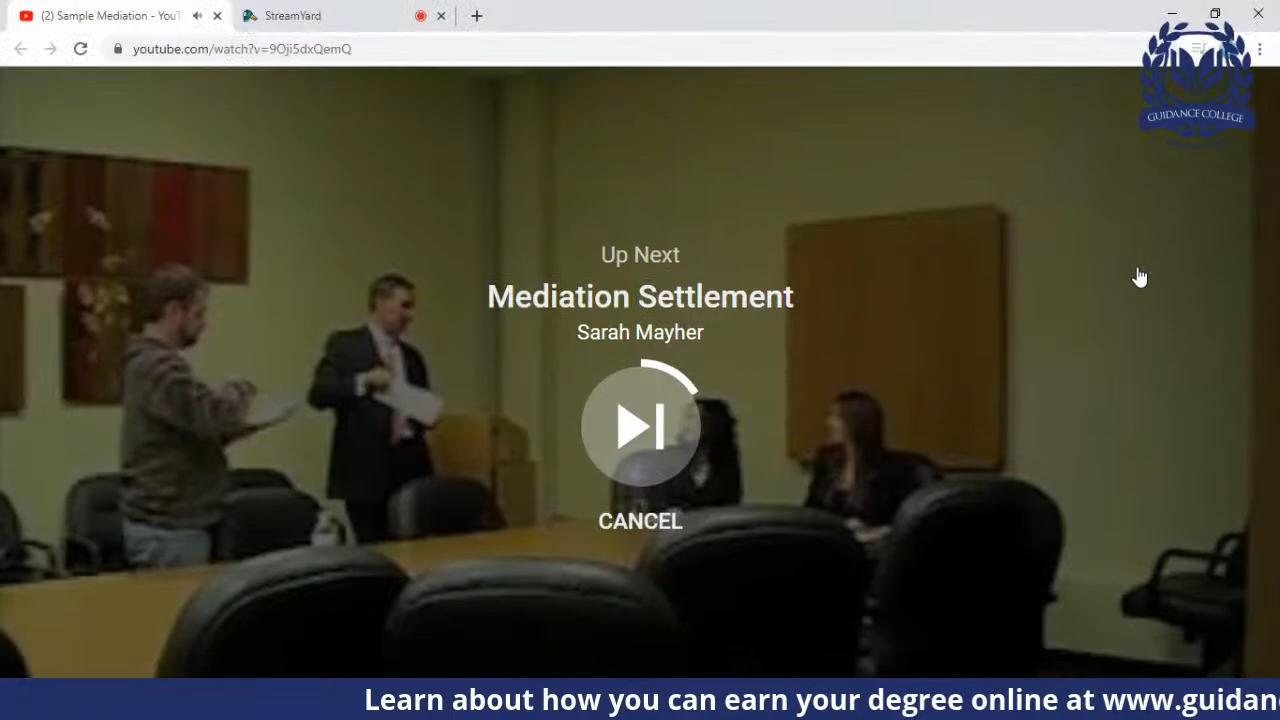 (2) Sample Mediation - YouT
StreamYard
youtube.com/watch?v=9Oji5dxQemQ
GUIDANCE COLLEGE
Up Next
Mediation Settlement
Sarah Mayher
CANCEL
Learn about how you can earn your degree online at www.guidan